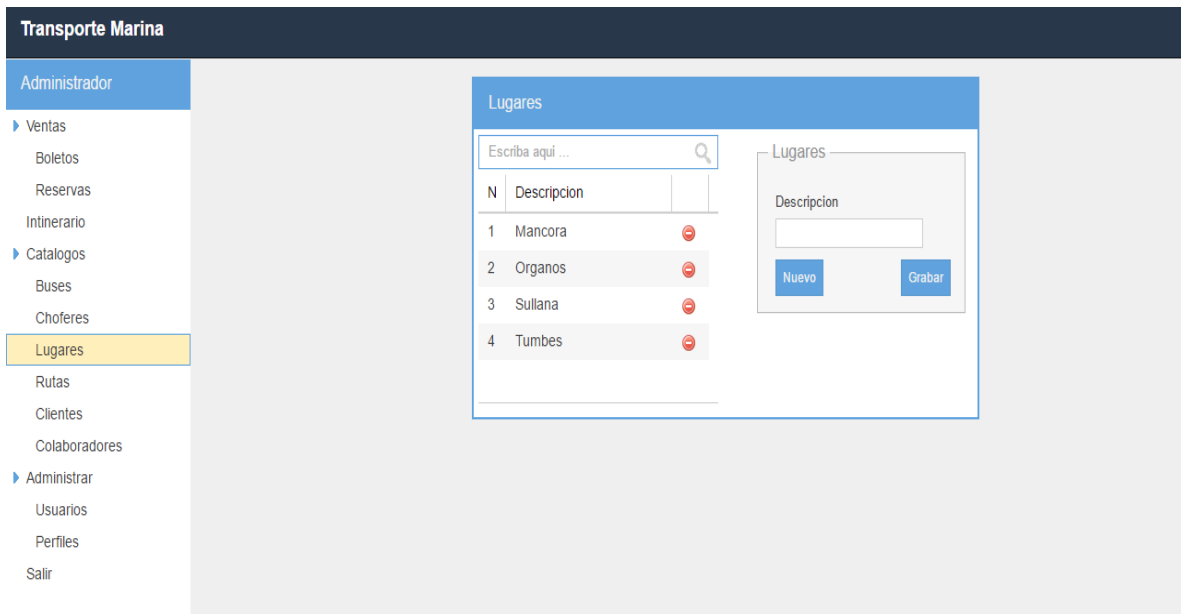 Transporte Marina
Administrador
Ventas
Boletos
Reservas
Intinerario
Catalogos
Buses
Choferes
Lugares
Rutas
Clientes
Colaboradores
Administrar
Usuarios
Perfiles
Salir
Lugares
Escriba aqui ...
N Descripcion
1 Mancora
2 Organos
3 Sullana
4 Tumbes
Lugares
Descripcion
Nuevo Grabar